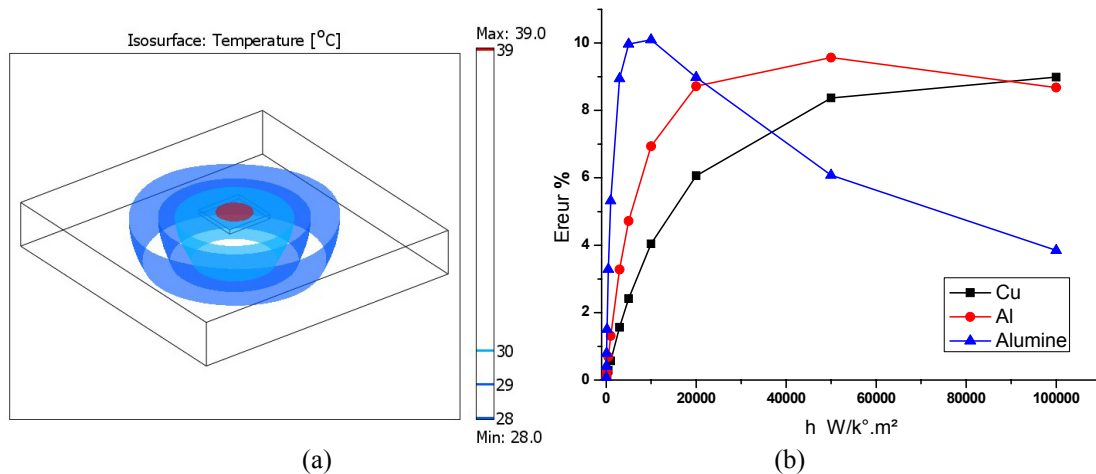 Isosurface: Temperature [°C]
Max: 39.0
39
30
29
28
Min: 28.0
(a)
Ereur %
10
8
6
4
2
0
0
20000
40000
60000
80000
100000
h W/k°.m²
Cu
Al
Alumine
(b)